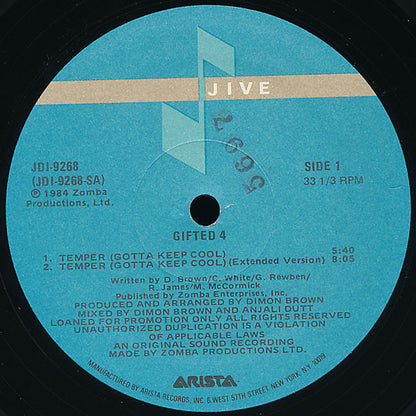 JIVE
26957
JDI-9268
(JDI-9268-SA)
Ⓟ 1984 Zomba
Productions, Ltd.
SIDE 1
33 1/3 RPM
GIFTED 4
1. TEMPER (GOTTA KEEP COOL) 5:40
2. TEMPER (GOTTA KEEP COOL) (Extended Version) 8:05
Written by D. Brown/C. White/G. Rewben/
R. James/M. McCormick
Published by Zomba Enterprises, Inc.
PRODUCED AND ARRANGED BY DIMON BROWN
MIXED BY DIMON BROWN AND ANJALI DUTT.
LOANED FOR PROMOTION ONLY ALL RIGHTS RESERVED
UNAUTHORIZED DUPLICATION IS A VIOLATION
OF APPLICABLE LAWS
AN ORIGINAL SOUND RECORDING
MADE BY ZOMBA PRODUCTIONS LTD.
ARISTA
MANUFACTURED BY ARISTA RECORDS, INC. 6 WEST 57TH STREET, NEW YORK, N.Y. 10019